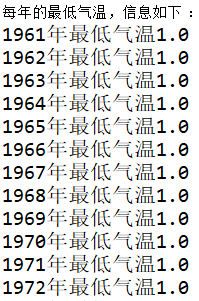 每年的最低气温，信息如下：
1961年最低气温1.0
1962年最低气温1.0
1963年最低气温1.0
1964年最低气温1.0
1965年最低气温1.0
1966年最低气温1.0
1967年最低气温1.0
1968年最低气温1.0
1969年最低气温1.0
1970年最低气温1.0
1971年最低气温1.0
1972年最低气温1.0